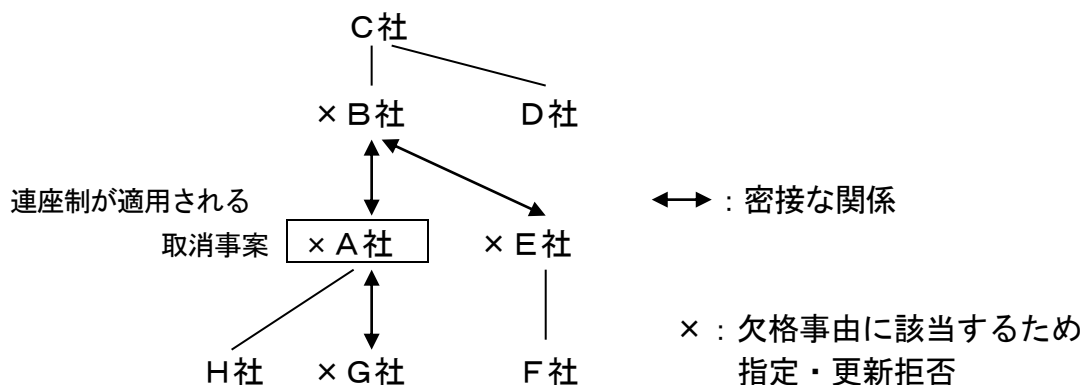 C社
×B社
D社
連座制が適用される
取消事案
×A社
×E社
:密接な関係
H社
×G社
F社
×:欠格事由に該当するため
指定・更新拒否